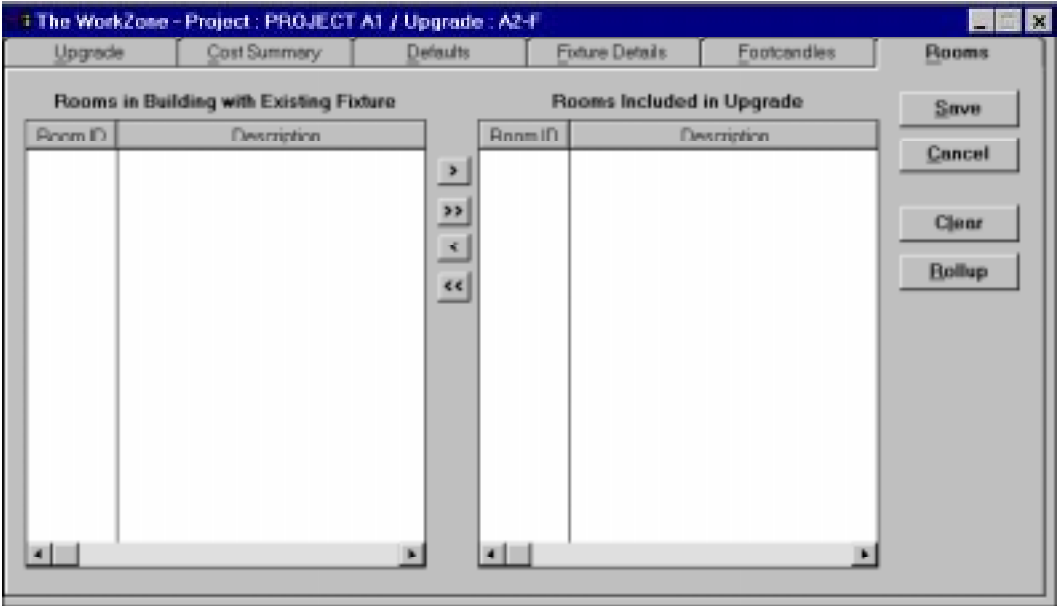 The WorkZone - Project : PROJECT A1 / Upgrade : A2-F
Upgrade Cost Summary Defaults Fixture Details Footcandles Rooms
Rooms in Building with Existing Fixture
Room ID Description
Rooms Included in Upgrade
Room ID Description
>
>>
<
<<
Save
Cancel
Clear
Rollup